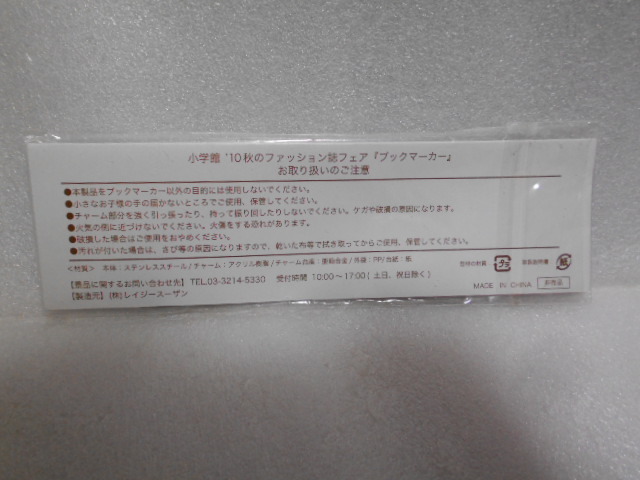 小学館 '10秋のファッション誌フェア『ブックマーカー』
お取り扱いのご注意
●本製品をブックマーカー以外の目的には使用しないでください。
●小さなお子様の手の届かないところでご使用、保管してください。
●チャーム部分を強く引っ張ったり、持って振り回したりしないでください。ケガや破損の原因になります。
●火気の側に近づけないでください。火傷をする恐れがあります。
●破損した場合はご使用をおやめください。
●汚れが付いた場合は、さび等の原因になりますので、乾いた布等で拭き取ってからご使用、保管してください。
<材質> 本体:ステンレススチール/チャーム:アクリル樹脂/チャーム台座:亜鉛合金/外装:PP/台紙:紙
【商品に関するお問い合わせ先】TEL.03-3214-5330 受付時間 10:00〜17:00(土日、祝日除く)
【製造元】(株)レイジースーザン
プラ
紙
MADE IN CHINA
非売品